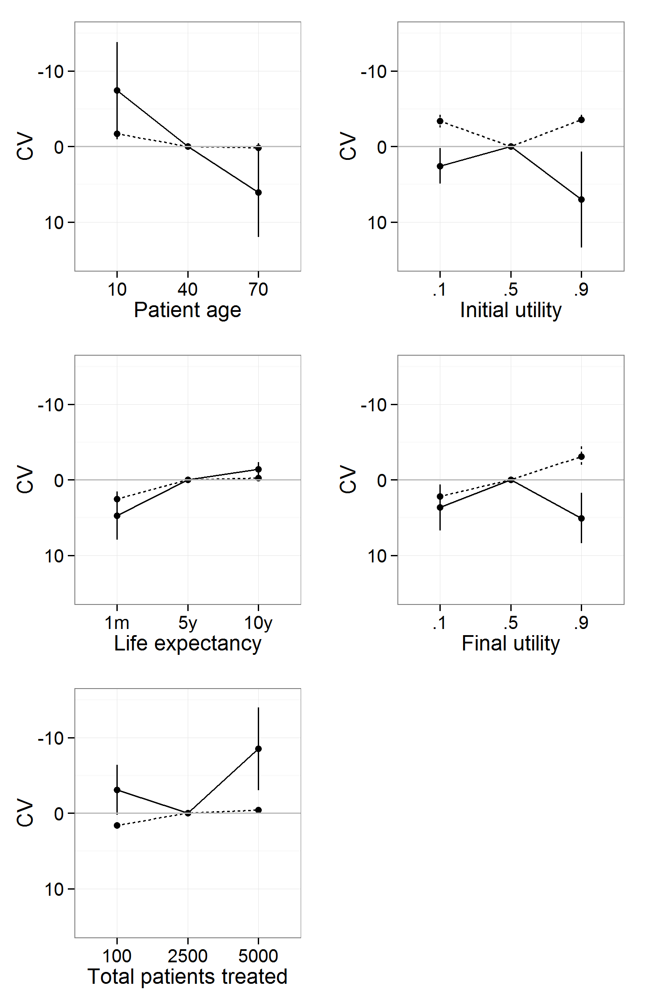 CV
-10
0
10
10 40 70
Patient age
CV
-10
0
10
.1 .5 .9
Initial utility
CV
-10
0
10
1m 5y 10y
Life expectancy
CV
-10
0
10
.1 .5 .9
Final utility
CV
-10
0
10
100 2500 5000
Total patients treated